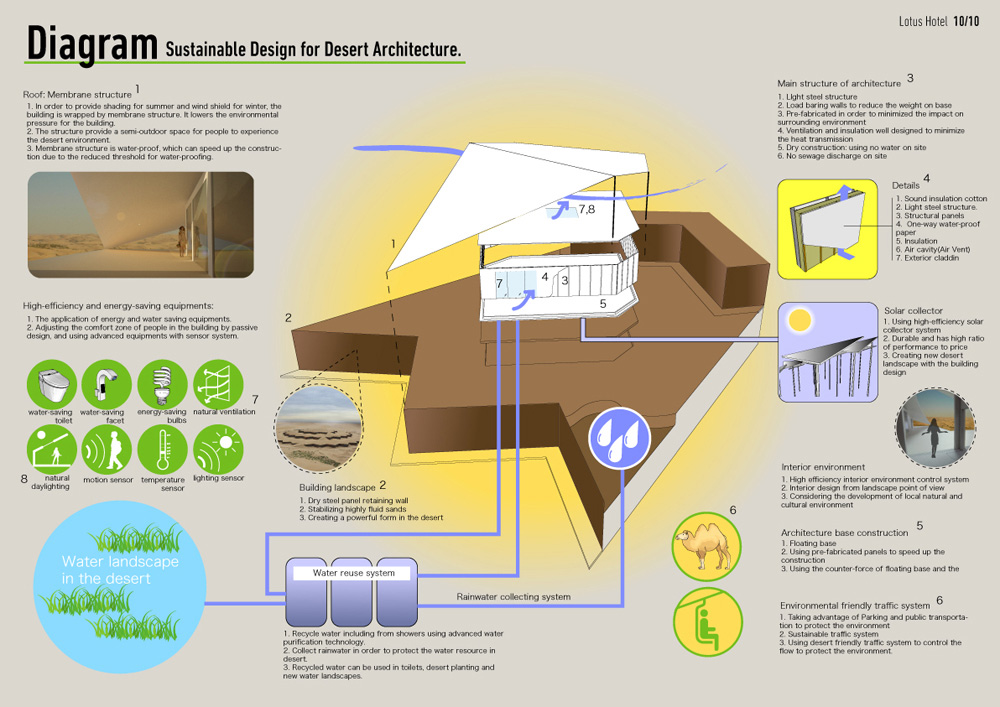 Lotus Hotel 10/10
Diagram Sustainable Design for Desert Architecture.
Roof: Membrane structure 1
1. In order to provide shading for summer and wind shield for winter, the
building is wrapped by membrane structure. It lowers the environmental
pressure for the building.
2. The structure provide a semi-outdoor space for people to experience
the desert environment.
3. Membrane structure is water-proof, which can speed up the construc-
tion due to the reduced threshold for water-proofing.
High-efficiency and energy-saving equipments:
1. The application of energy and water saving equipments.
2. Adjusting the comfort zone of people in the building by passive
design, and using advanced equipments with sensor system.
water-saving
toilet
water-saving
facet
energy-saving
bulbs
natural ventilation
7
8
natural
daylighting
motion sensor
temperature
sensor
lighting sensor
Water landscape
in the desert
1
2
7,8
7
4
3
5
Building landscape 2
1. Dry steel panel retaining wall
2. Stabilizing highly fluid sands
3. Creating a powerful form in the desert
Water reuse system
Rainwater collecting system
1. Recycle water including from showers using advanced water
purification technology.
2. Collect rainwater in order to protect the water resource in
desert.
3. Recycled water can be used in toilets, desert planting and
new water landscapes.
Main structure of architecture 3
1. LIght steel structure
2. Load baring walls to reduce the weight on base
3. Pre-fabricated in order to minimized the impact on
surrounding environment
4. Ventilation and insulation well designed to minimize
the heat transmission
5. Dry construction: using no water on site
6. No sewage discharge on site
Details 4
1. Sound insulation cotton
2. Light steel structure.
3. Structural panels
4. One-way water-proof
paper
5. Insulation
6. Air cavity(Air Vent)
7. Exterior claddin
Solar collector
1. Using high-efficiency solar
collector system
2. Durable and has high ratio
of performance to price
3. Creating new desert
landscape with the building
design
Interior environment
1. High efficiency interior environment control system
2. Interior design from landscape point of view
3. Considering the development of local natural and
cultural environment
Architecture base construction 5
1. Floating base
2. Using pre-fabricated panels to speed up the
construction
3. Using the counter-force of floating base and the
6
Environmental friendly traffic system 6
1. Taking advantage of Parking and public transporta-
tion to protect the environment
2. Sustainable traffic system
3. Using desert friendly traffic system to control the
flow to protect the environment.